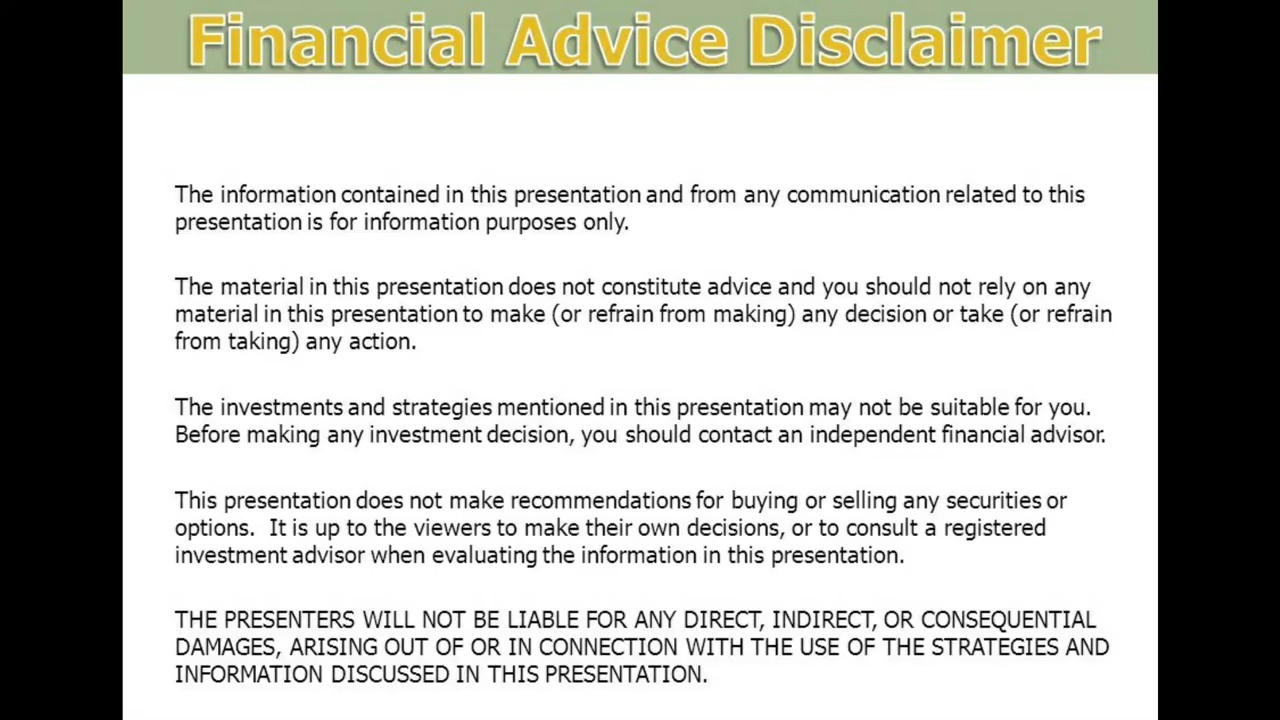 Financial Advice Disclaimer
The information contained in this presentation and from any communication related to this
presentation is for information purposes only.
The material in this presentation does not constitute advice and you should not rely on any
material in this presentation to make (or refrain from making) any decision or take (or refrain
from taking) any action.
The investments and strategies mentioned in this presentation may not be suitable for you.
Before making any investment decision, you should contact an independent financial advisor.
This presentation does not make recommendations for buying or selling any securities or
options.  It is up to the viewers to make their own decisions, or to consult a registered
investment advisor when evaluating the information in this presentation.
THE PRESENTERS WILL NOT BE LIABLE FOR ANY DIRECT, INDIRECT, OR CONSEQUENTIAL
DAMAGES, ARISING OUT OF OR IN CONNECTION WITH THE USE OF THE STRATEGIES AND
INFORMATION DISCUSSED IN THIS PRESENTATION.